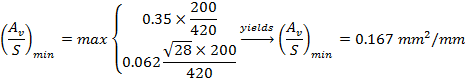 (A_v/S)_min = max { 0.35 × 200/420
0.062 √28 × 200/420 yields→ (A_v/S)_min = 0.167 mm²/mm